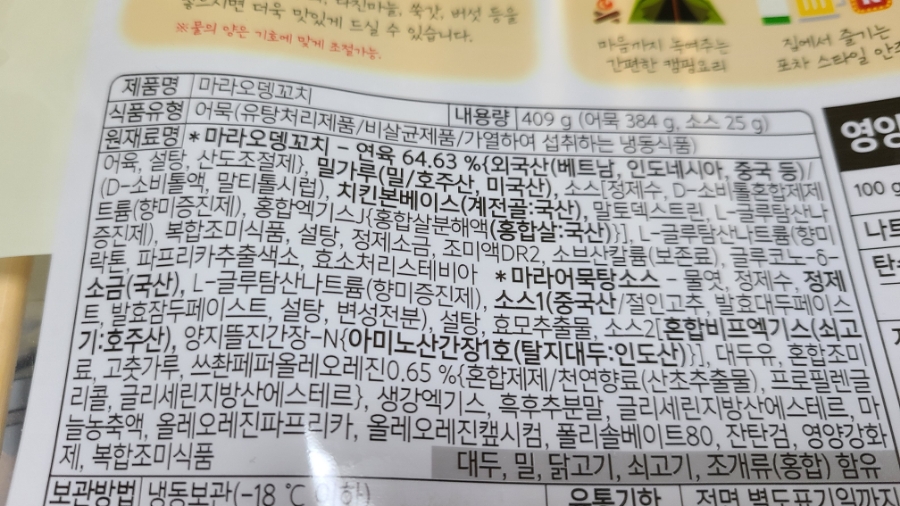 넣으시면 더욱 맛있게 드실 수 있습니다.
다진마늘, 쑥갓, 버섯 등을
※물의 양은 기호에 맞게 조절가능.
마음까지 녹여주는
간편한 캠핑요리
집에서 즐기는
포차 스타일 안주
제품명 마라오뎅꼬치
식품유형 어묵(유탕처리제품/비살균제품/가열하여 섭취하는 냉동식품)
내용량 409 g (어묵 384 g, 소스 25 g)
원재료명 *마라오뎅꼬치 - 연육 64.63 %{외국산(베트남, 인도네시아, 중국 등)/
어육, 설탕, 산도조절제}, 밀가루(밀/호주산, 미국산), 소스[정제수, D-소비톨혼합제제
(D-소비톨액, 말티톨시럽), 치킨본베이스(계전골:국산), 말토덱스트린, L-글루탐산나
트륨(향미증진제), 홍합엑기스J{홍합살분해액(홍합살:국산)}], L-글루탐산나트륨(향미
증진제), 복합조미식품, 설탕, 정제소금, 조미액DR2, 소브산칼륨(보존료), 글루코노-δ-
락톤, 파프리카추출색소, 효소처리스테비아 *마라어묵탕소스 - 물엿, 정제수, 정제
소금(국산), L-글루탐산나트륨(향미증진제), 소스1(중국산/절인고추, 발효대두페이스
트, 발효잠두페이스트, 설탕, 변성전분), 설탕, 효모추출물, 소스2[혼합비프엑기스(쇠고
기:호주산), 양지뜰진간장-N{아미노산간장1호(탈지대두:인도산)}], 대두유, 혼합조미
료, 고춧가루, 쓰촨페퍼올레오레진0.65 %{혼합제제/천연향료(산초추출물), 프로필렌글
리콜, 글리세린지방산에스테르}, 생강엑기스, 흑후추분말, 글리세린지방산에스테르, 마
늘농축액, 올레오레진파프리카, 올레오레진캪시컴, 폴리솔베이트80, 잔탄검, 영양강화
제, 복합조미식품
대두, 밀, 닭고기, 쇠고기, 조개류(홍합) 함유
보관방법 냉동보관(-18 ℃ 이하)
유통기한 전면 별도표기일까지
영양
100 g
나트
탄수